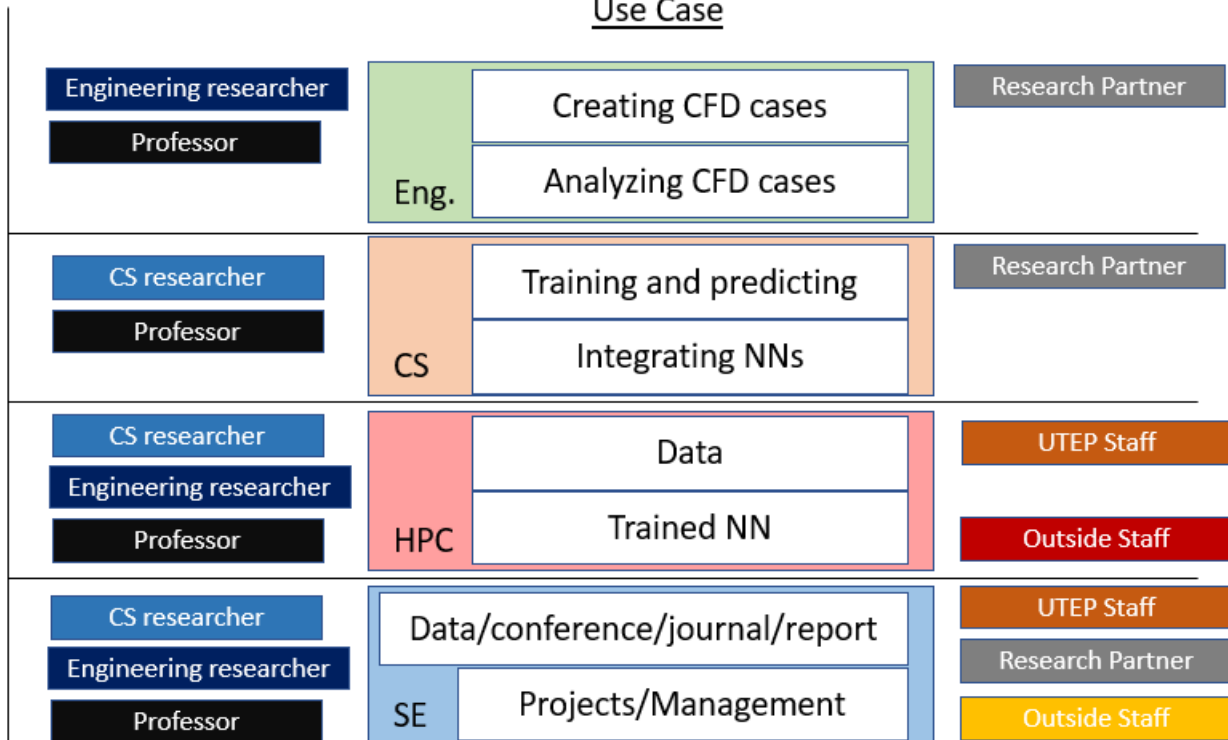 Use Case
Engineering researcher
Professor
Creating CFD cases
Analyzing CFD cases
Eng.
Research Partner
CS researcher
Professor
Training and predicting
Integrating NNs
CS
Research Partner
CS researcher
Engineering researcher
Professor
Data
Trained NN
HPC
UTEP Staff
Outside Staff
CS researcher
Engineering researcher
Professor
Data/conference/journal/report
Projects/Management
SE
UTEP Staff
Research Partner
Outside Staff